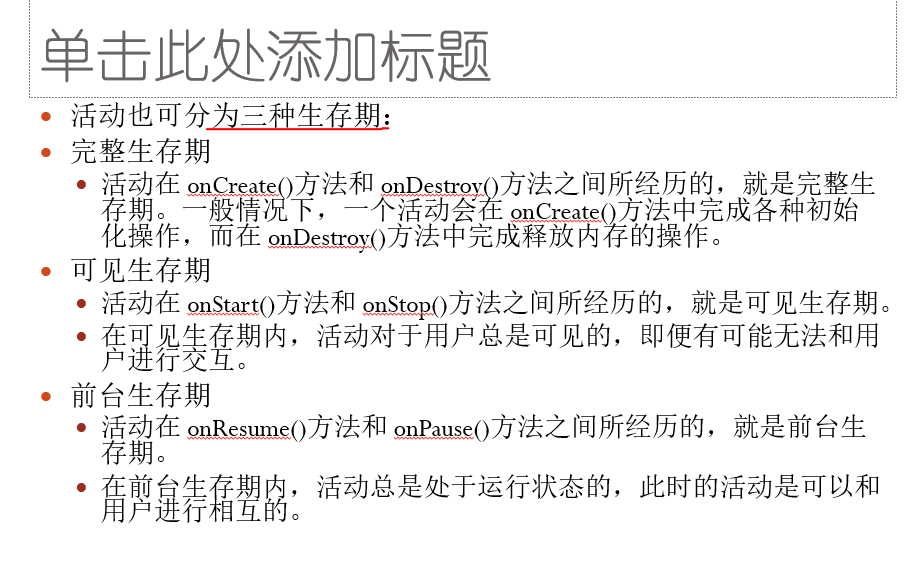 单击此处添加标题
• 活动也可分为三种生存期：
• 完整生存期
• 活动在 onCreate()方法和 onDestroy()方法之间所经历的，就是完整生
存期。一般情况下，一个活动会在 onCreate()方法中完成各种初始
化操作，而在 onDestroy()方法中完成释放内存的操作。
• 可见生存期
• 活动在 onStart()方法和 onStop()方法之间所经历的，就是可见生存期。
• 在可见生存期内，活动对于用户总是可见的，即便有可能无法和用
户进行交互。
• 前台生存期
• 活动在 onResume()方法和 onPause()方法之间所经历的，就是前台生
存期。
• 在前台生存期内，活动总是处于运行状态的，此时的活动是可以和
用户进行相互的。